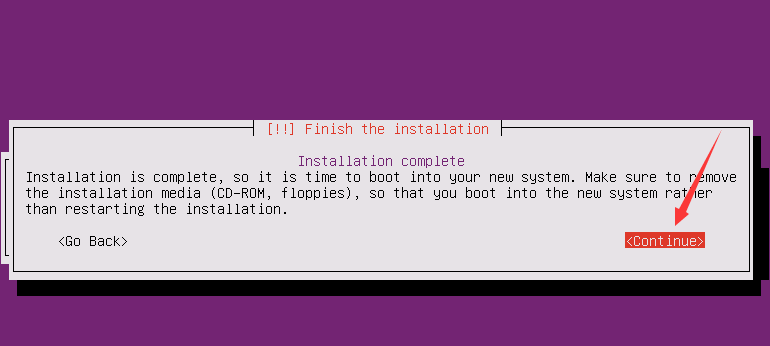 [!!] Finish the installation
Installation complete
Installation is complete, so it is time to boot into your new system. Make sure to remove
the installation media (CD-ROM, floppies), so that you boot into the new system rather
than restarting the installation.
<Go Back> <Continue>